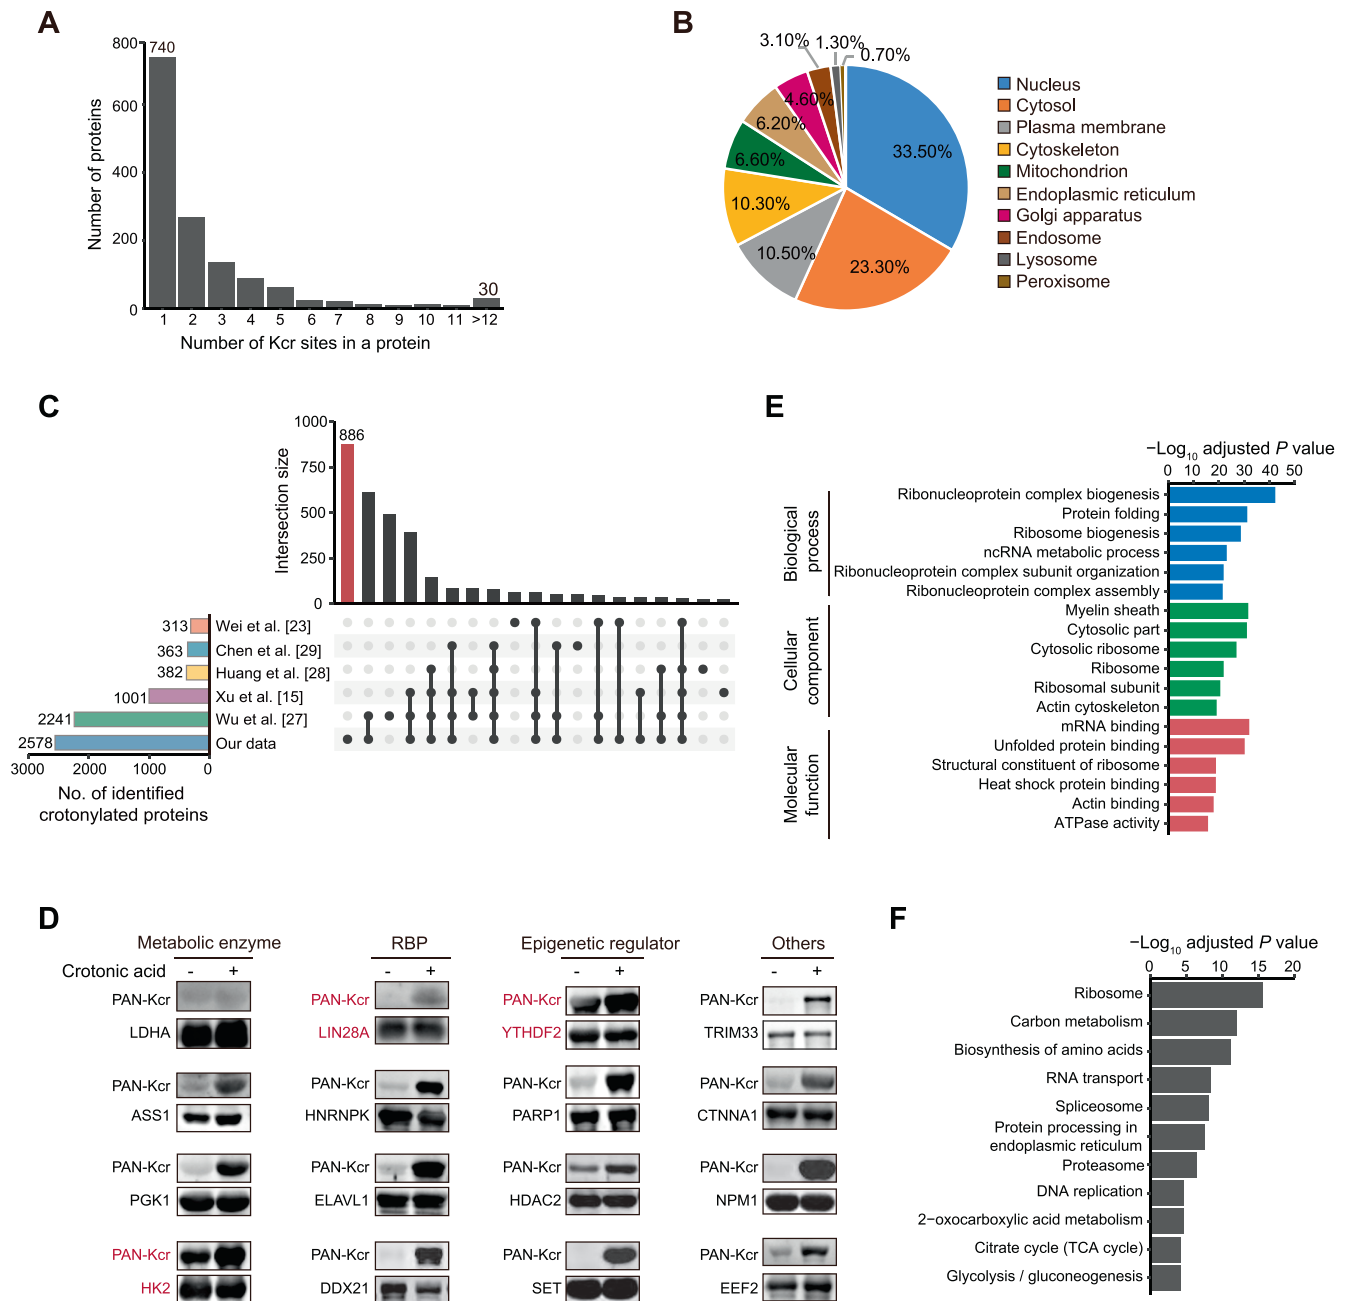 A
800
740
600
400
200
0
30
1 2 3 4 5 6 7 8 9 10 11 >12
Number of proteins
Number of Kcr sites in a protein
B
3.10% 1.30%
0.70%
4.60%
6.20%
6.60%
10.30%
10.50%
23.30%
33.50%
Nucleus
Cytosol
Plasma membrane
Cytoskeleton
Mitochondrion
Endoplasmic reticulum
Golgi apparatus
Endosome
Lysosome
Peroxisome
C
1000
886
750
500
250
0
Intersection size
313 Wei et al. [23]
363 Chen et al. [29]
382 Huang et al. [28]
1001 Xu et al. [15]
2241 Wu et al. [27]
2578 Our data
3000 2000 1000 0
No. of identified
crotonylated proteins
E
−Log10 adjusted P value
0 10 20 30 40 50
Biological
process
Ribonucleoprotein complex biogenesis
Protein folding
Ribosome biogenesis
ncRNA metabolic process
Ribonucleoprotein complex subunit organization
Ribonucleoprotein complex assembly
Cellular
component
Myelin sheath
Cytosolic part
Cytosolic ribosome
Ribosome
Ribosomal subunit
Actin cytoskeleton
Molecular
function
mRNA binding
Unfolded protein binding
Structural constituent of ribosome
Heat shock protein binding
Actin binding
ATPase activity
D
Metabolic enzyme RBP Epigenetic regulator Others
Crotonic acid - + - + - + - +
PAN-Kcr PAN-Kcr PAN-Kcr PAN-Kcr
LDHA LIN28A YTHDF2 TRIM33
PAN-Kcr PAN-Kcr PAN-Kcr PAN-Kcr
ASS1 HNRNPK PARP1 CTNNA1
PAN-Kcr PAN-Kcr PAN-Kcr PAN-Kcr
PGK1 ELAVL1 HDAC2 NPM1
PAN-Kcr PAN-Kcr PAN-Kcr PAN-Kcr
HK2 DDX21 SET EEF2
F
−Log10 adjusted P value
0 5 10 15 20
Ribosome
Carbon metabolism
Biosynthesis of amino acids
RNA transport
Spliceosome
Protein processing in
endoplasmic reticulum
Proteasome
DNA replication
2−oxocarboxylic acid metabolism
Citrate cycle (TCA cycle)
Glycolysis / gluconeogenesis